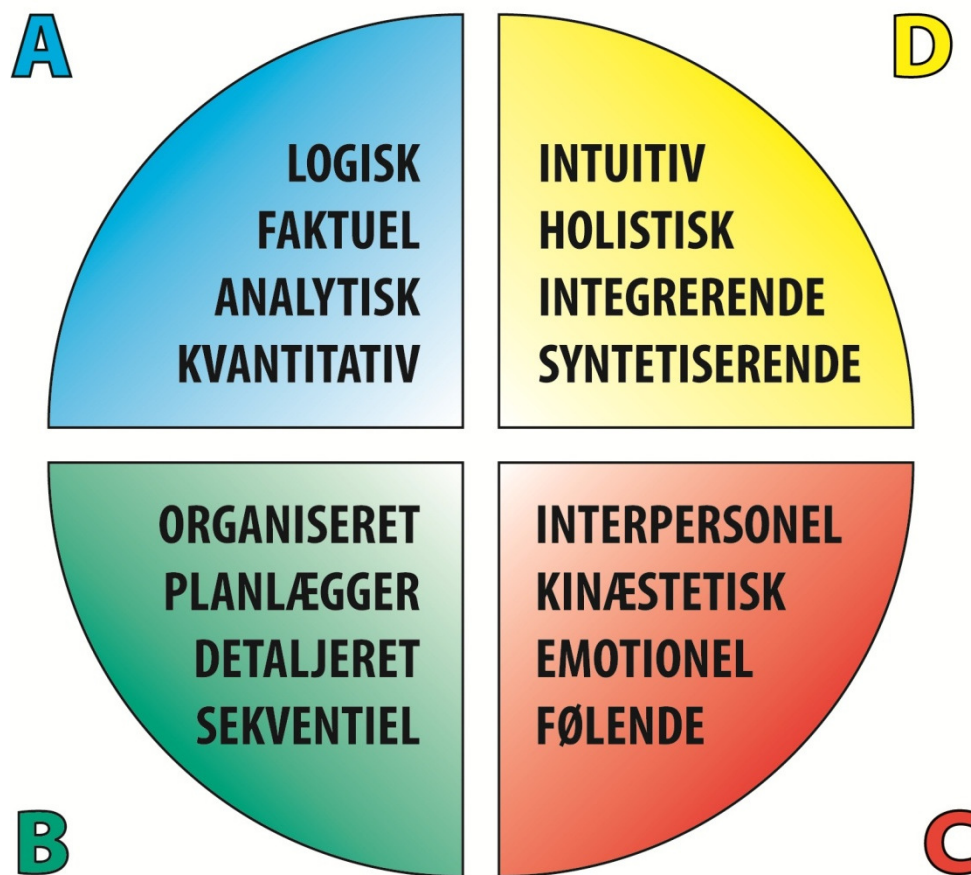 A
LOGISK
FAKTUEL
ANALYTISK
KVANTITATIV
D
INTUITIV
HOLISTISK
INTEGRERENDE
SYNTETISERENDE
B
ORGANISERET
PLANLÆGGER
DETALJERET
SEKVENTIEL
C
INTERPERSONEL
KINÆSTETISK
EMOTIONEL
FØLENDE